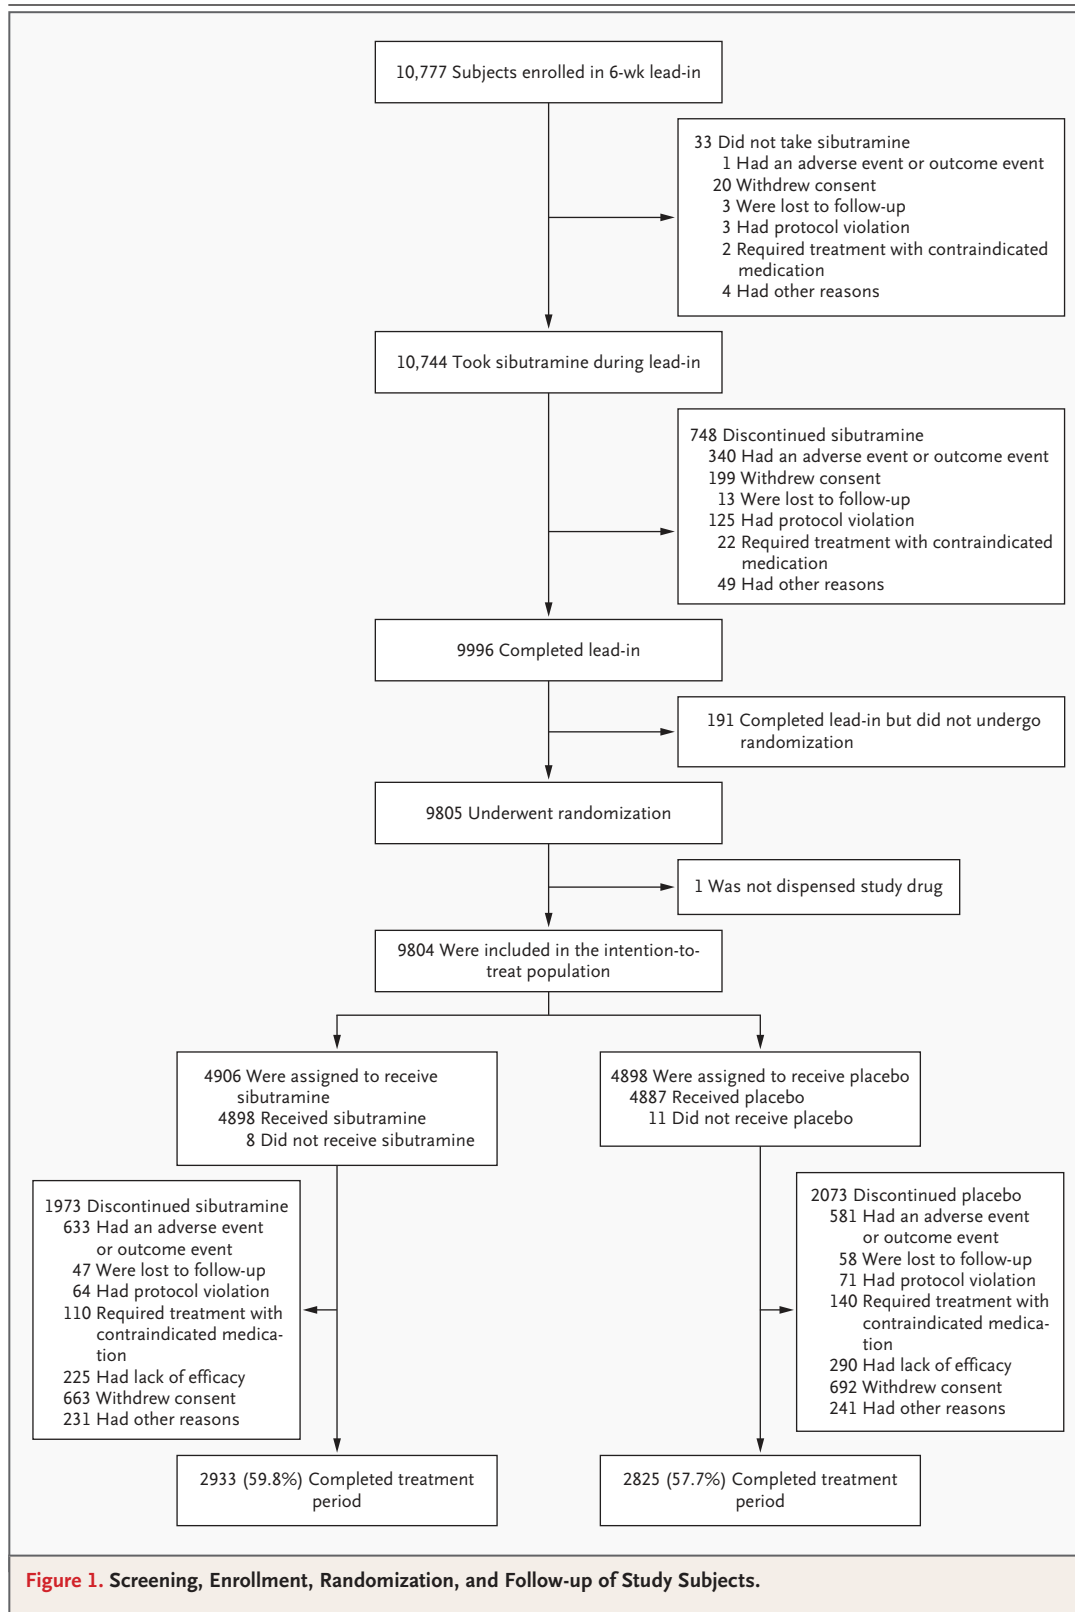 10,777 Subjects enrolled in 6-wk lead-in
33 Did not take sibutramine
1 Had an adverse event or outcome event
20 Withdrew consent
3 Were lost to follow-up
3 Had protocol violation
2 Required treatment with contraindicated
medication
4 Had other reasons
10,744 Took sibutramine during lead-in
748 Discontinued sibutramine
340 Had an adverse event or outcome event
199 Withdrew consent
13 Were lost to follow-up
125 Had protocol violation
22 Required treatment with contraindicated
medication
49 Had other reasons
9996 Completed lead-in
191 Completed lead-in but did not undergo
randomization
9805 Underwent randomization
1 Was not dispensed study drug
9804 Were included in the intention-to-
treat population
4906 Were assigned to receive
sibutramine
4898 Received sibutramine
8 Did not receive sibutramine
4898 Were assigned to receive placebo
4887 Received placebo
11 Did not receive placebo
1973 Discontinued sibutramine
633 Had an adverse event
or outcome event
47 Were lost to follow-up
64 Had protocol violation
110 Required treatment with
contraindicated medica-
tion
225 Had lack of efficacy
663 Withdrew consent
231 Had other reasons
2073 Discontinued placebo
581 Had an adverse event
or outcome event
58 Were lost to follow-up
71 Had protocol violation
140 Required treatment with
contraindicated medica-
tion
290 Had lack of efficacy
692 Withdrew consent
241 Had other reasons
2933 (59.8%) Completed treatment
period
2825 (57.7%) Completed treatment
period
Figure 1. Screening, Enrollment, Randomization, and Follow-up of Study Subjects.